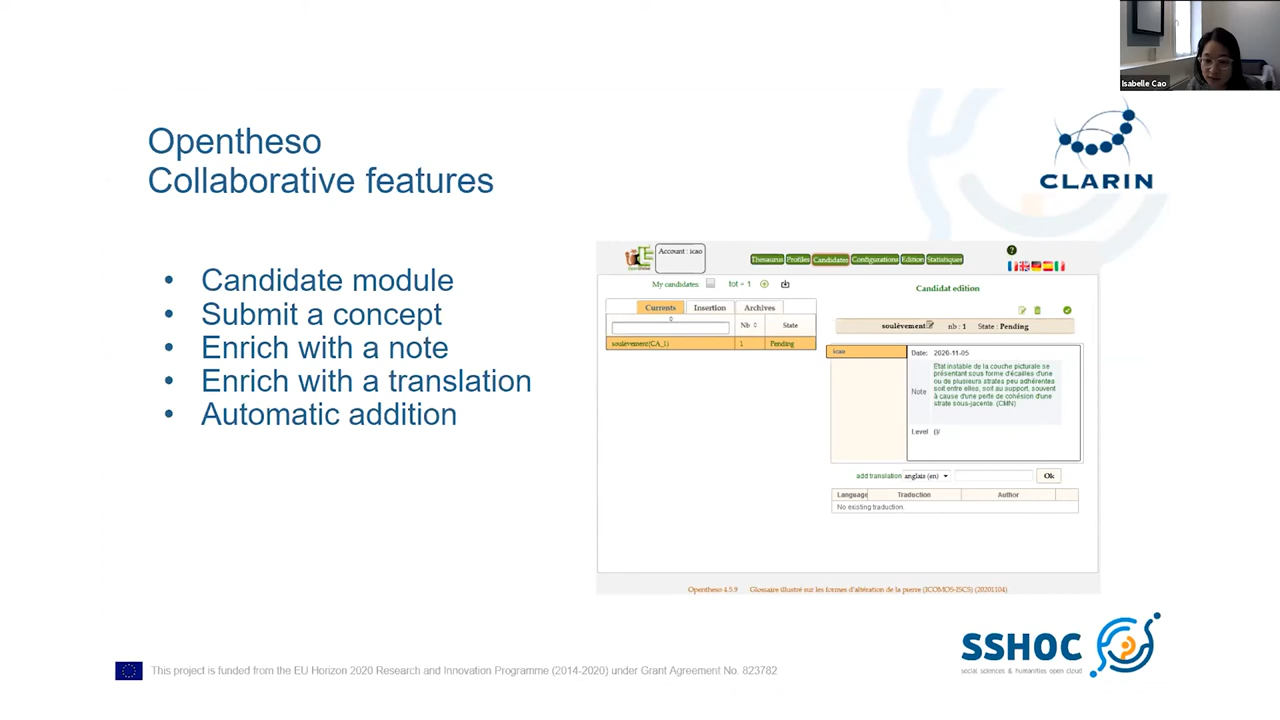 Isabelle Cao
Opentheso
Collaborative features
CLARIN
• Candidate module
• Submit a concept
• Enrich with a note
• Enrich with a translation
• Automatic addition
Account : icao
Thesaurus Profiles Candidates Configurations Edition Statistiques
?
My candidates tot = 1
Candidat edition
Currents Insertion Archives
Nb State
soulèvement(CA_1) 1 Pending
soulèvement nb : 1 State : Pending
icao
Date: 2020-11-05
Note
Etat instable de la couche picturale se
présentant sous forme d'écailles d'une
ou de plusieurs strates peu adhérentes
soit entre elles, soit au support, souvent
à cause d'une perte de cohésion d'une
strate sous-jacente. (CMN)
Level ()/
add translation anglais (en) Ok
Language Traduction Author
No existing traduction.
Opentheso 4.5.9 Glossaire illustré sur les formes d'altération de la pierre (ICOMOS-ISCS) (20201104)
SSHOC
social sciences & humanities open cloud
This project is funded from the EU Horizon 2020 Research and Innovation Programme (2014-2020) under Grant Agreement No. 823782